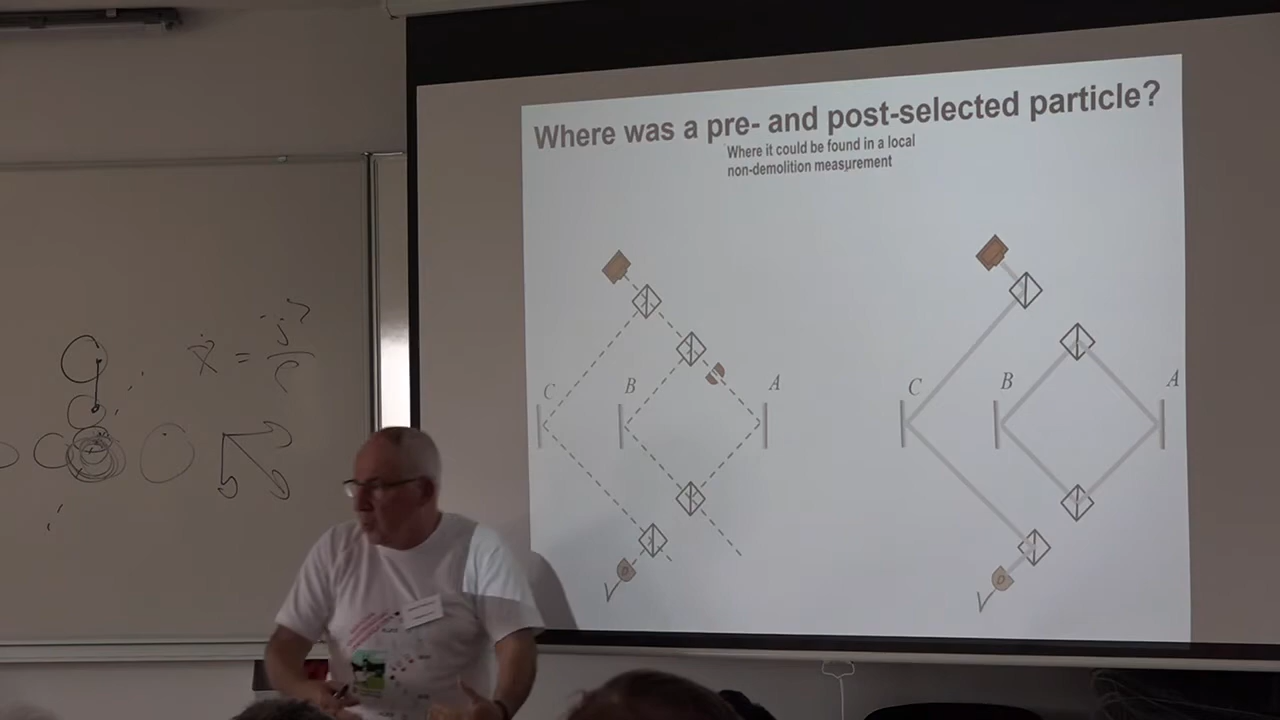 Where was a pre- and post-selected particle?
Where it could be found in a local
non-demolition measurement
C B A
C B A
D
D